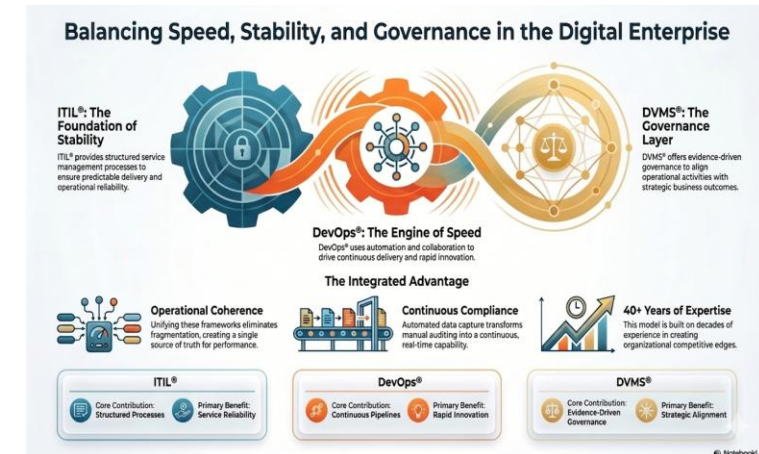 Balancing Speed, Stability, and Governance in the Digital Enterprise
ITIL®: The
Foundation of
Stability
ITIL® provides structured service
management processes to
ensure predictable delivery and
operational reliability.
DVMS®: The
Governance
Layer
DVMS® offers evidence-driven
governance to align
operational activities with
strategic business outcomes.
DevOps®: The Engine of Speed
DevOps® uses automation and collaboration to
drive continuous delivery and rapid innovation.
The Integrated Advantage
Operational Coherence
Unifying these frameworks eliminates
fragmentation, creating a single
source of truth for performance.
Continuous Compliance
Automated data capture transforms
manual auditing into a continuous,
real-time capability.
40+ Years of Expertise
This model is built on decades of
experience in creating
organizational competitive edges.
ITIL®
Core Contribution:
Structured Processes
Primary Benefit:
Service Reliability
DevOps®
Core Contribution:
Continuous Pipelines
Primary Benefit:
Rapid Innovation
DVMS®
Core Contribution:
Evidence-Driven
Governance
Primary Benefit:
Strategic Alignment